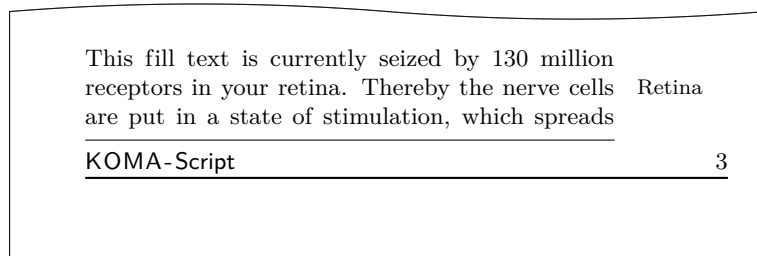 This fill text is currently seized by 130 million
receptors in your retina. Thereby the nerve cells Retina
are put in a state of stimulation, which spreads
KOMA-Script 3